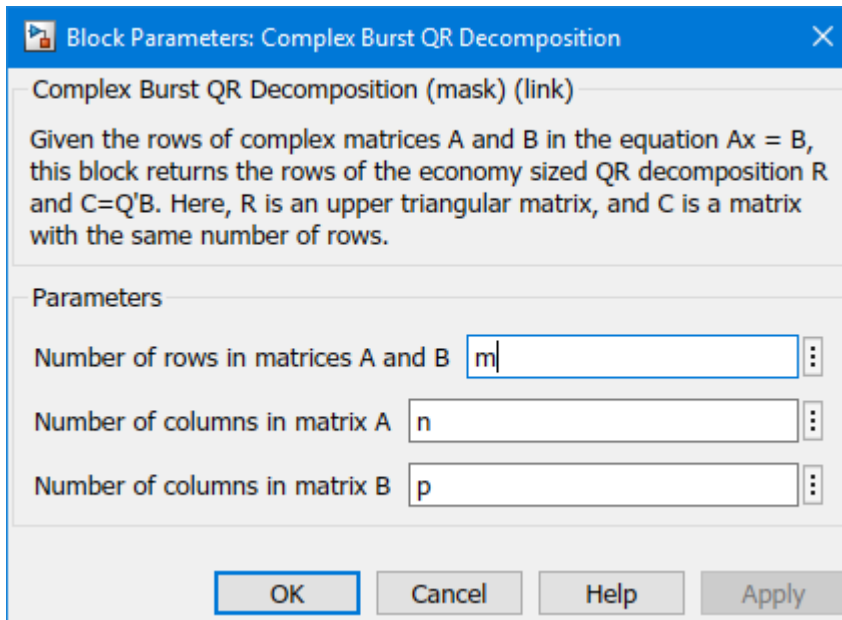 Block Parameters: Complex Burst QR Decomposition
Complex Burst QR Decomposition (mask) (link)
Given the rows of complex matrices A and B in the equation Ax = B,
this block returns the rows of the economy sized QR decomposition R
and C=Q'B. Here, R is an upper triangular matrix, and C is a matrix
with the same number of rows.
Parameters
Number of rows in matrices A and B m
Number of columns in matrix A n
Number of columns in matrix B p
OK Cancel Help Apply